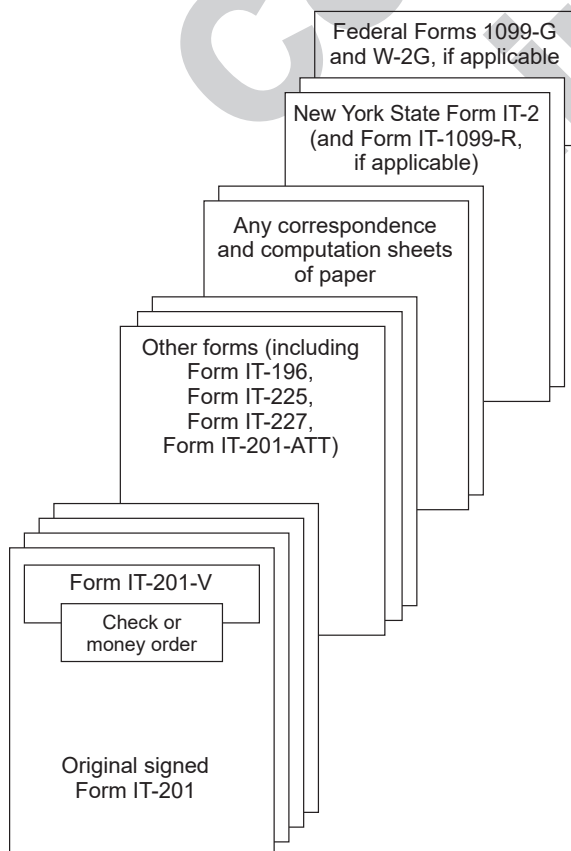 Federal Forms 1099-G
and W-2G, if applicable
New York State Form IT-2
(and Form IT-1099-R,
if applicable)
Any correspondence
and computation sheets
of paper
Other forms (including
Form IT-196,
Form IT-225,
Form IT-227,
Form IT-201-ATT)
Form IT-201-V
Check or
money order
Original signed
Form IT-201